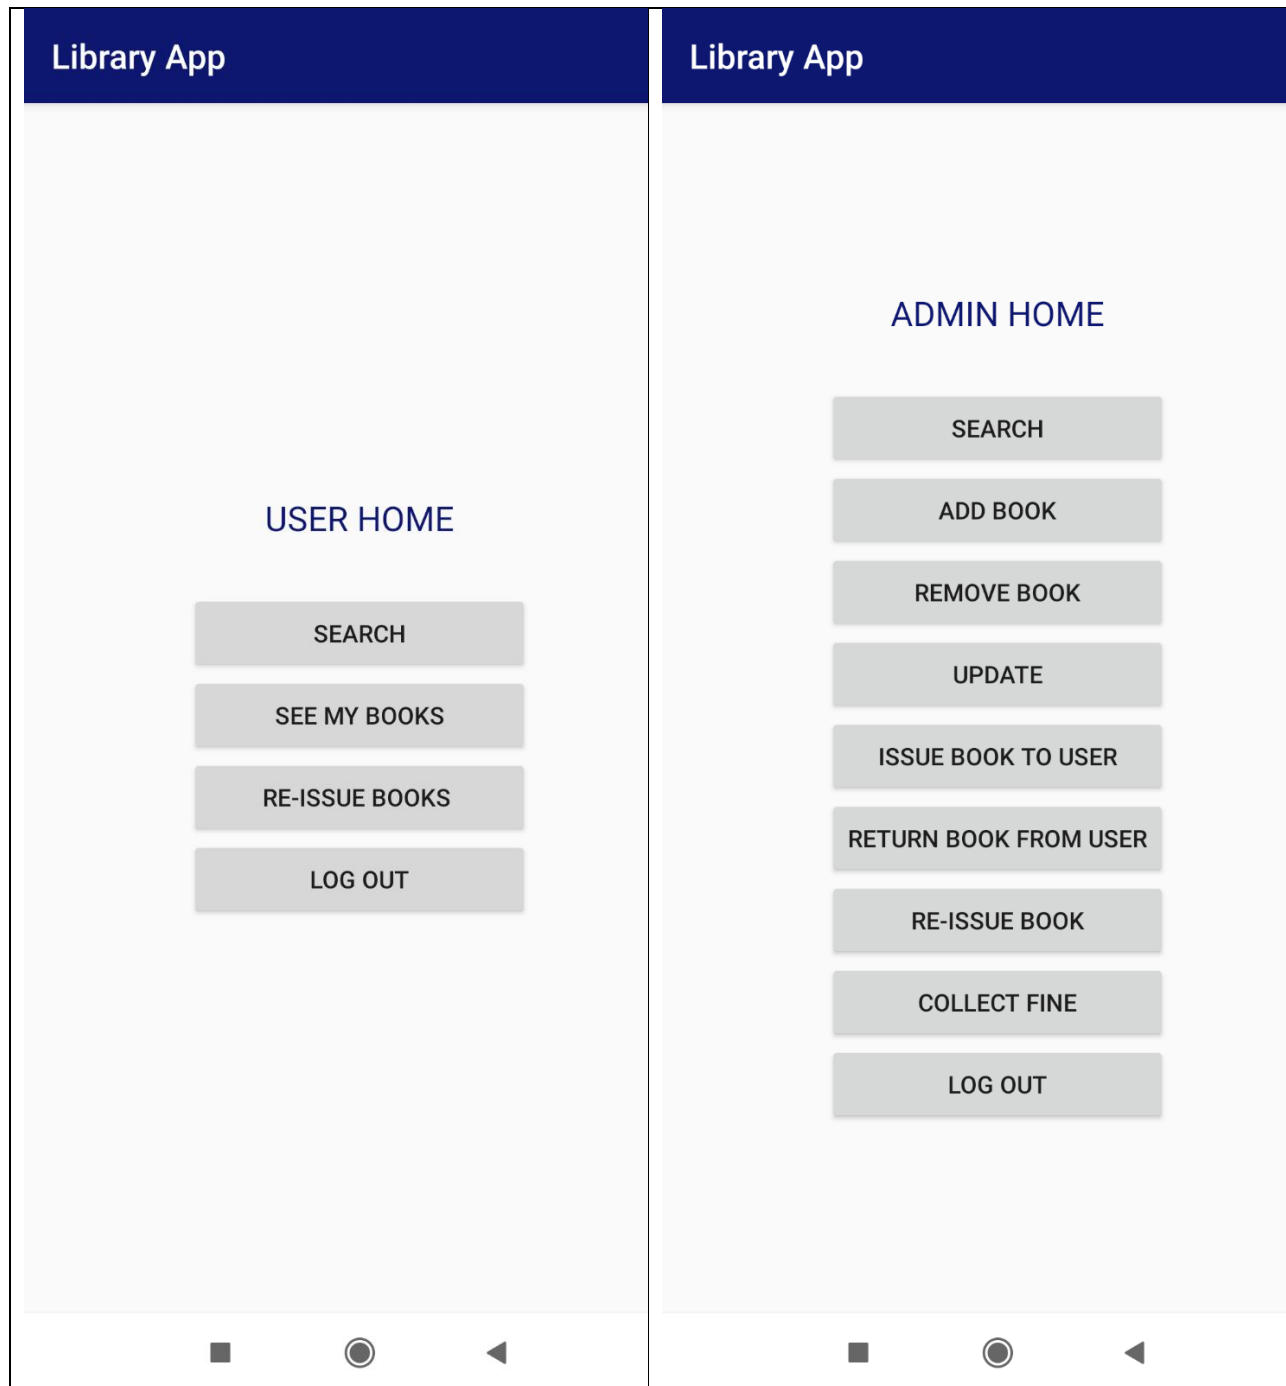 Library App
USER HOME
SEARCH
SEE MY BOOKS
RE-ISSUE BOOKS
LOG OUT
Library App
ADMIN HOME
SEARCH
ADD BOOK
REMOVE BOOK
UPDATE
ISSUE BOOK TO USER
RETURN BOOK FROM USER
RE-ISSUE BOOK
COLLECT FINE
LOG OUT